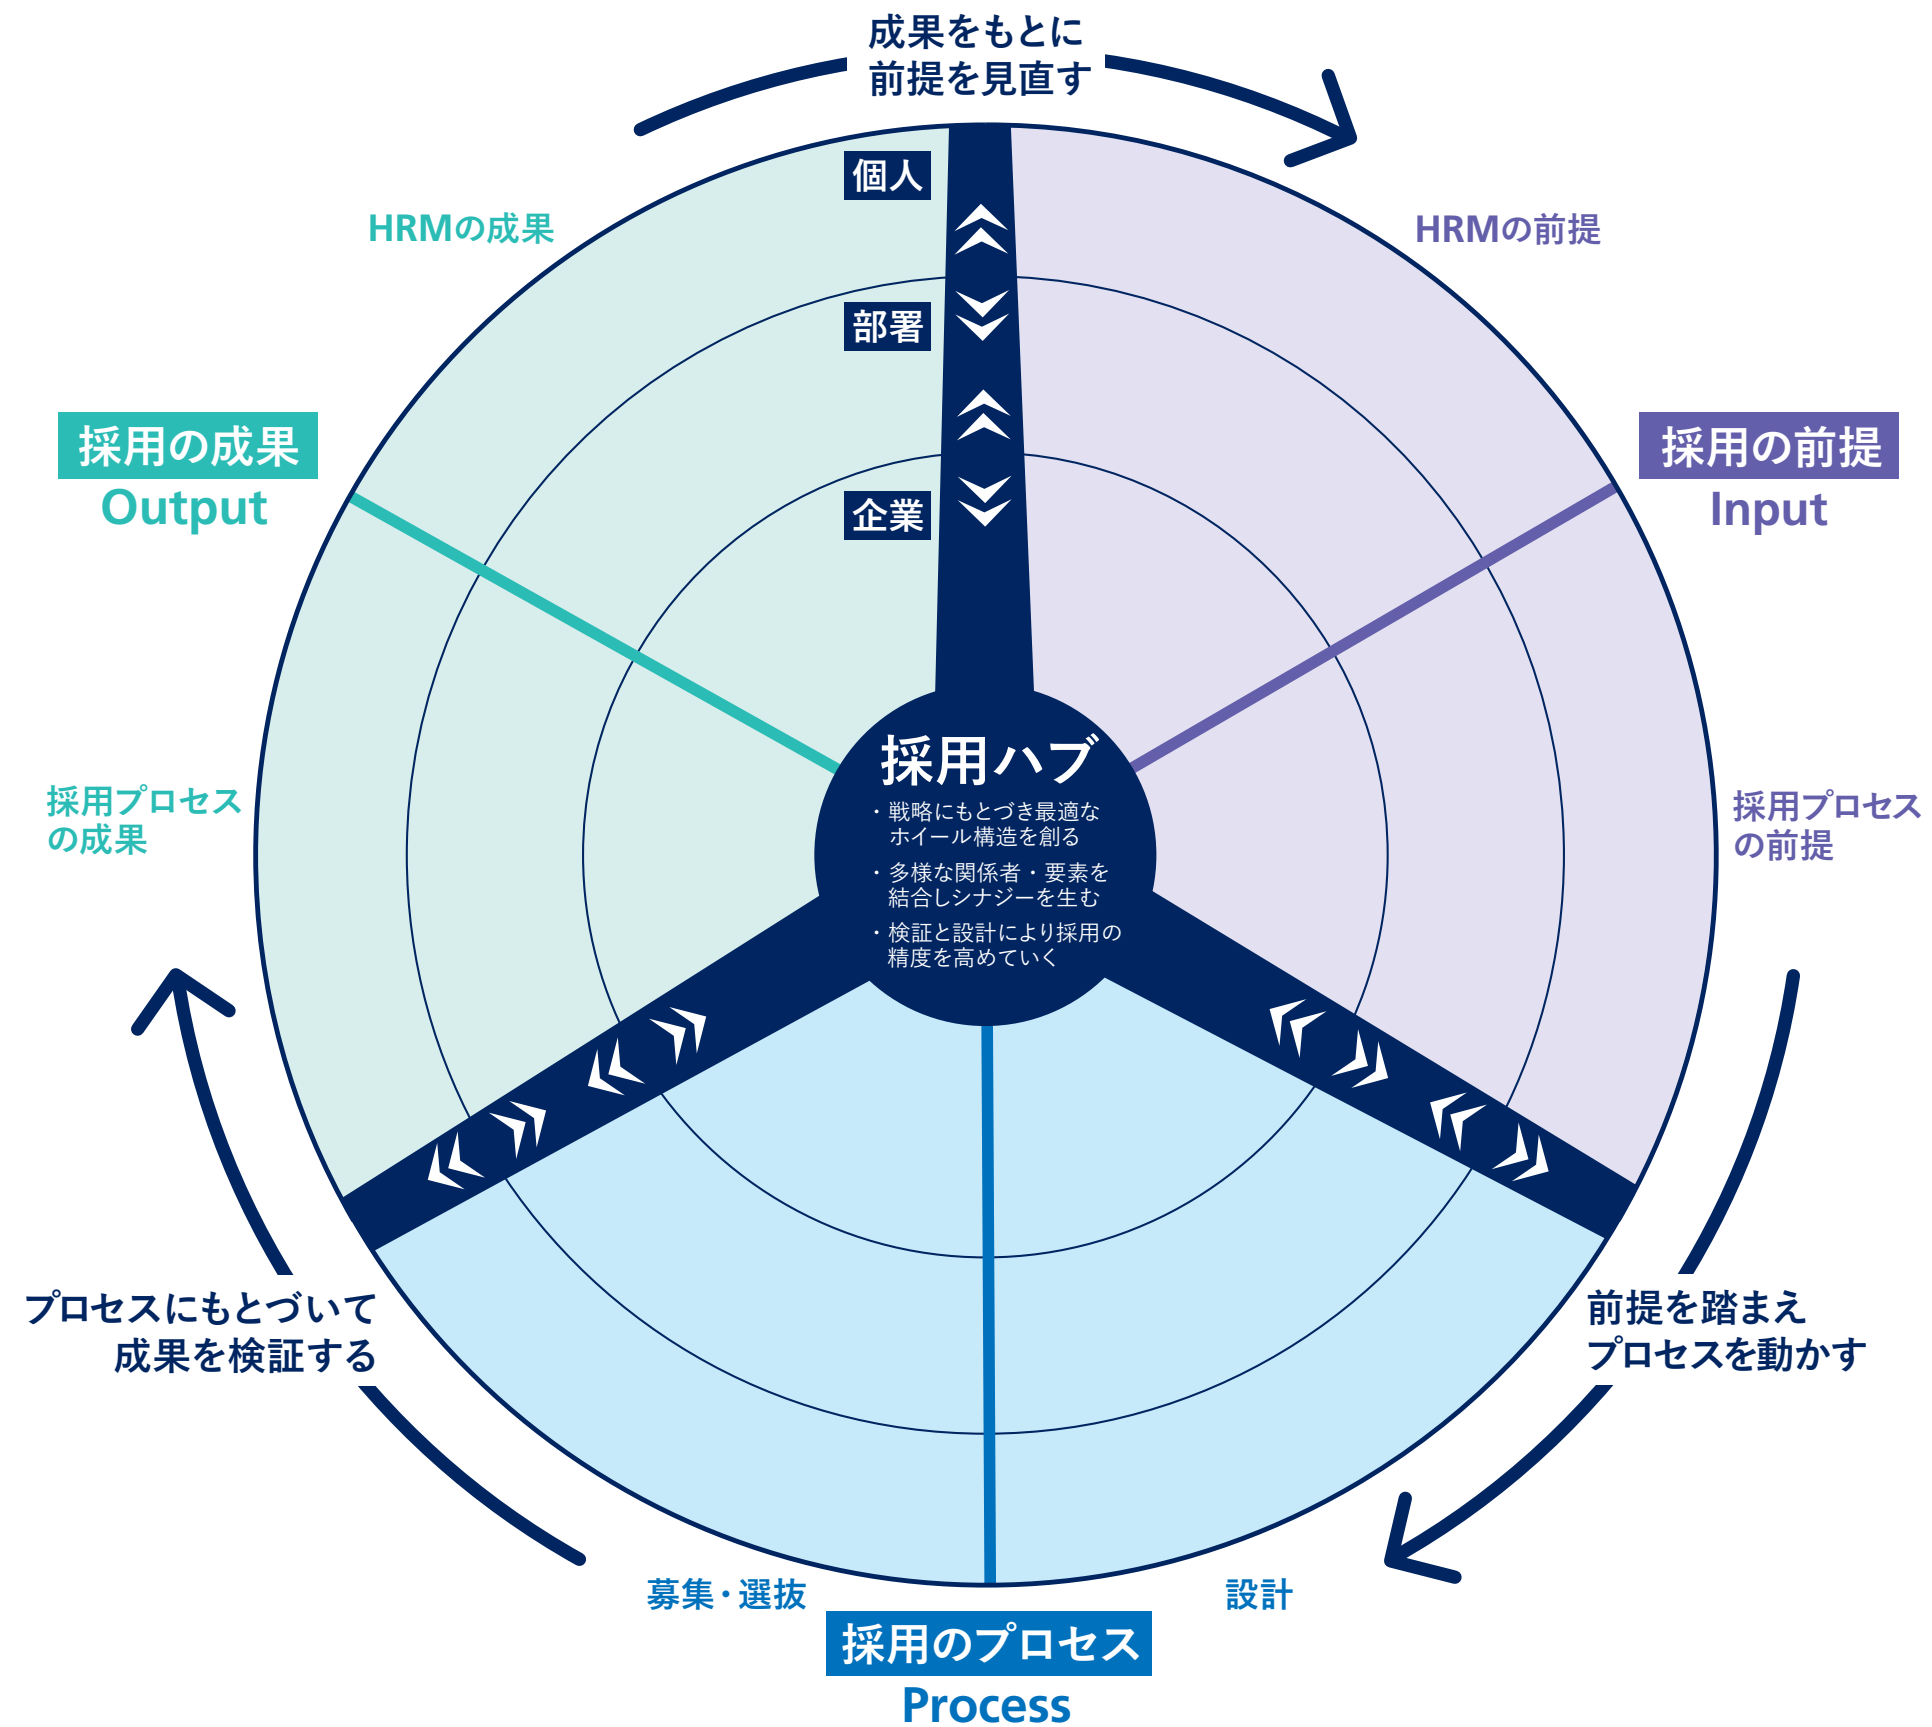 成果をもとに
前提を見直す
個人
HRMの成果
HRMの前提
部署
採用の成果
Output
採用の前提
Input
企業
採用ハブ
・戦略にもとづき最適な
ホイール構造を創る
・多様な関係者・要素を
結合しシナジーを生む
・検証と設計により採用の
精度を高めていく
採用プロセス
の成果
採用プロセス
の前提
プロセスにもとづいて
成果を検証する
前提を踏まえ
プロセスを動かす
募集・選抜
設計
採用のプロセス
Process